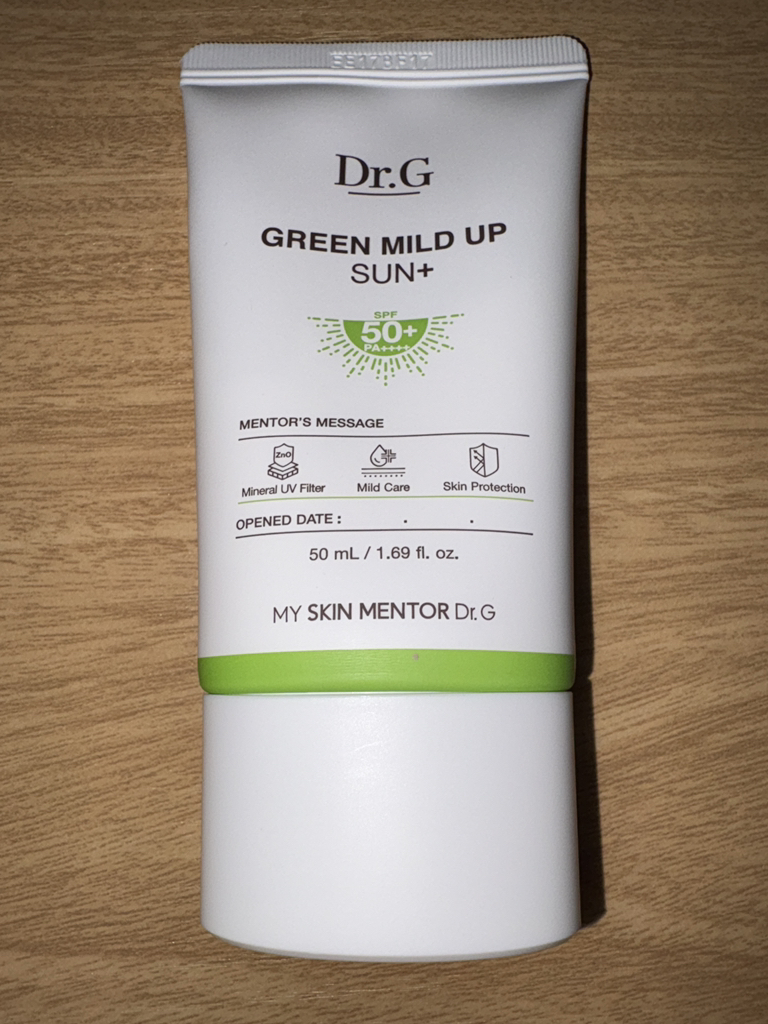 Dr.G
GREEN MILD UP
SUN+
SPF
50+
PA++++
MENTOR'S MESSAGE
ZnO
Mineral UV Filter Mild Care Skin Protection
OPENED DATE : . .
50 mL / 1.69 fl. oz.
MY SKIN MENTOR Dr.G